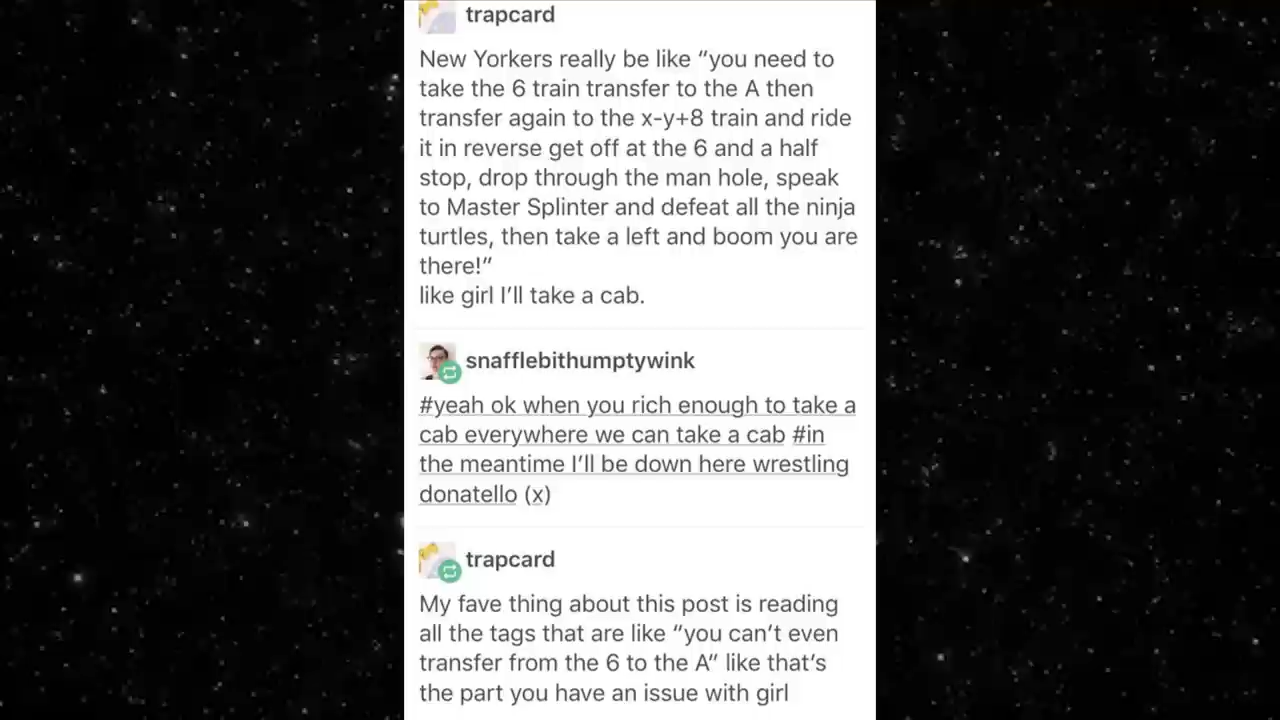 trapcard
New Yorkers really be like “you need to
take the 6 train transfer to the A then
transfer again to the x-y+8 train and ride
it in reverse get off at the 6 and a half
stop, drop through the man hole, speak
to Master Splinter and defeat all the ninja
turtles, then take a left and boom you are
there!”
like girl I’ll take a cab.
snafflebithumptywink
#yeah ok when you rich enough to take a
cab everywhere we can take a cab #in
the meantime I’ll be down here wrestling
donatello (x)
trapcard
My fave thing about this post is reading
all the tags that are like “you can’t even
transfer from the 6 to the A” like that’s
the part you have an issue with girl